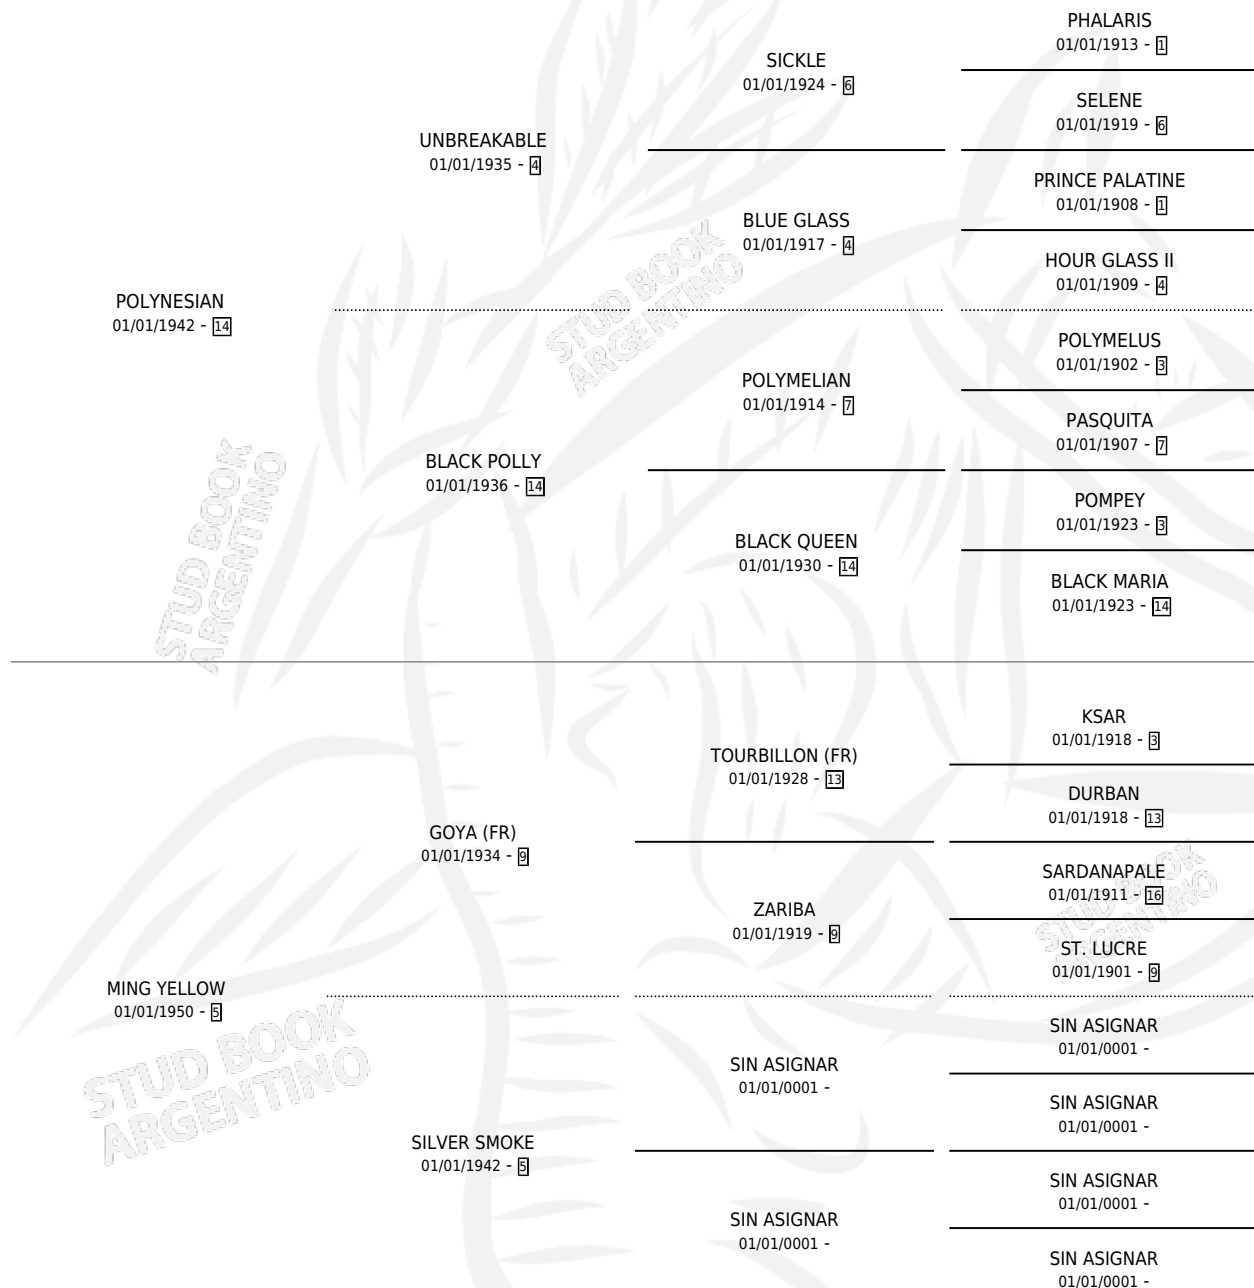 PHALARIS
01/01/1913 - 1
SICKLE
01/01/1924 - 6
SELENE
01/01/1919 - 6
UNBREAKABLE
01/01/1935 - 4
PRINCE PALATINE
01/01/1908 - 1
BLUE GLASS
01/01/1917 - 4
HOUR GLASS II
01/01/1909 - 4
POLYNESIAN
01/01/1942 - 14
POLYMELUS
01/01/1902 - 3
POLYMELIAN
01/01/1914 - 7
PASQUITA
01/01/1907 - 7
BLACK POLLY
01/01/1936 - 14
POMPEY
01/01/1923 - 3
BLACK QUEEN
01/01/1930 - 14
BLACK MARIA
01/01/1923 - 14
KSAR
01/01/1918 - 3
TOURBILLON (FR)
01/01/1928 - 13
DURBAN
01/01/1918 - 13
GOYA (FR)
01/01/1934 - 9
SARDANAPALE
01/01/1911 - 16
ZARIBA
01/01/1919 - 9
ST. LUCRE
01/01/1901 - 9
MING YELLOW
01/01/1950 - 5
SIN ASIGNAR
01/01/0001 -
SIN ASIGNAR
01/01/0001 -
SIN ASIGNAR
01/01/0001 -
SILVER SMOKE
01/01/1942 - 5
SIN ASIGNAR
01/01/0001 -
SIN ASIGNAR
01/01/0001 -
SIN ASIGNAR
01/01/0001 -
STUD BOOK
ARGENTINO
STUD BOOK
ARGENTINO
STUD BOOK
ARGENTINO
STUD BOOK
ARGENTINO